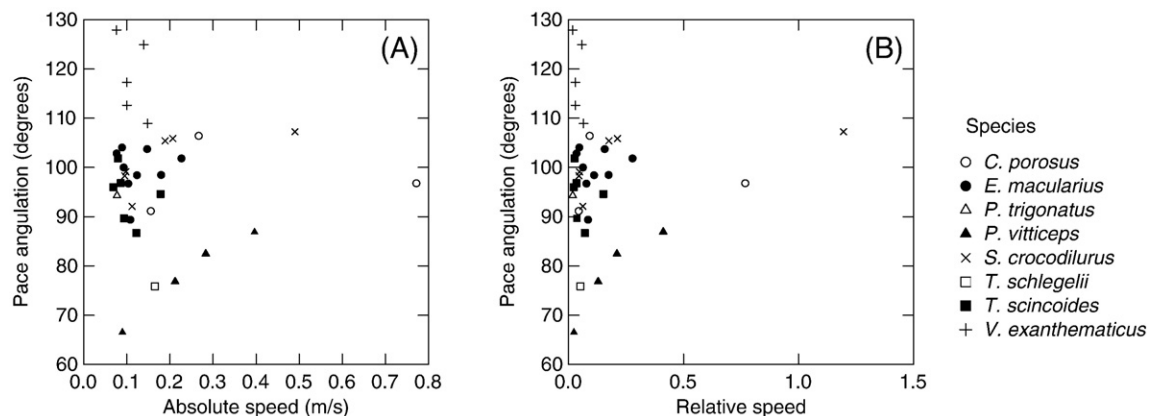 130
120
110
100
90
80
70
60
Pace angulation (degrees)
(A)
0.0 0.1 0.2 0.3 0.4 0.5 0.6 0.7 0.8
Absolute speed (m/s)
130
120
110
100
90
80
70
60
Pace angulation (degrees)
(B)
0.0 0.5 1.0 1.5
Relative speed
Species
C. porosus
E. macularius
P. trigonatus
P. vitticeps
S. crocodilurus
T. schlegelii
T. scincoides
V. exanthematicus